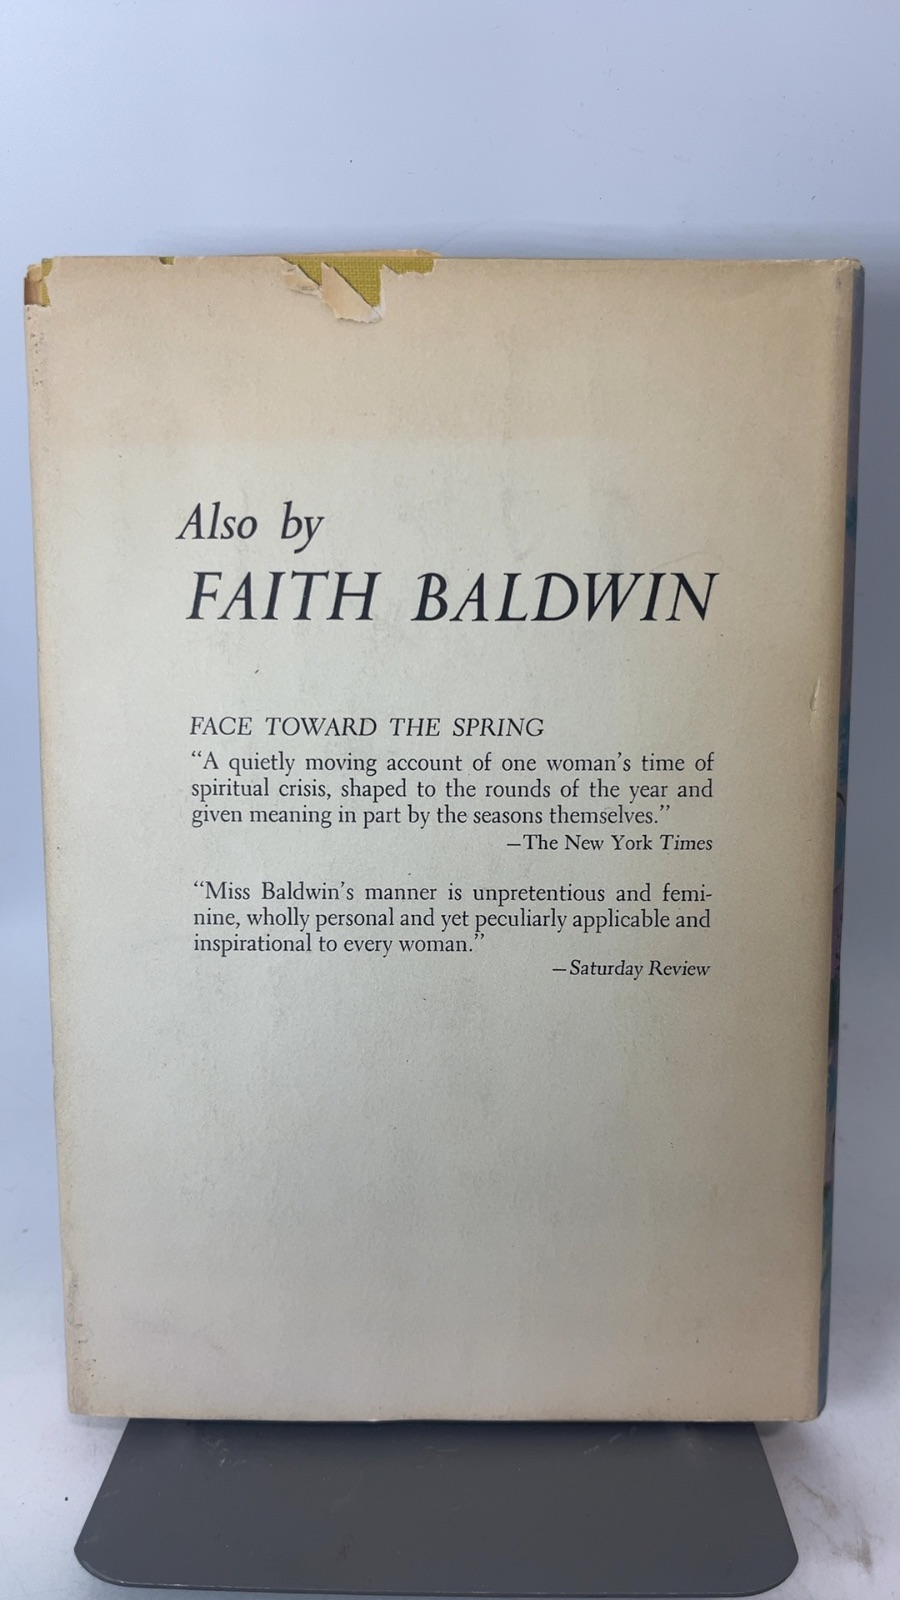 Also by
FAITH BALDWIN
FACE TOWARD THE SPRING
“A quietly moving account of one woman’s time of
spiritual crisis, shaped to the rounds of the year and
given meaning in part by the seasons themselves.”
—The New York Times
“Miss Baldwin’s manner is unpretentious and femi-
nine, wholly personal and yet peculiarly applicable and
inspirational to every woman.”
—Saturday Review